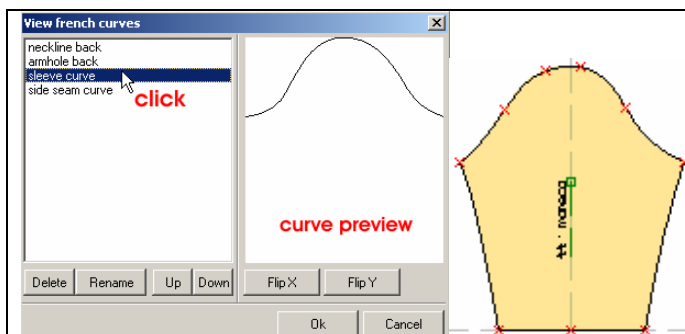 View french curves
neckline back
armhole back
sleeve curve
side seam curve
click
curve preview
Delete
Rename
Up
Down
Flip X
Flip Y
Ok
Cancel